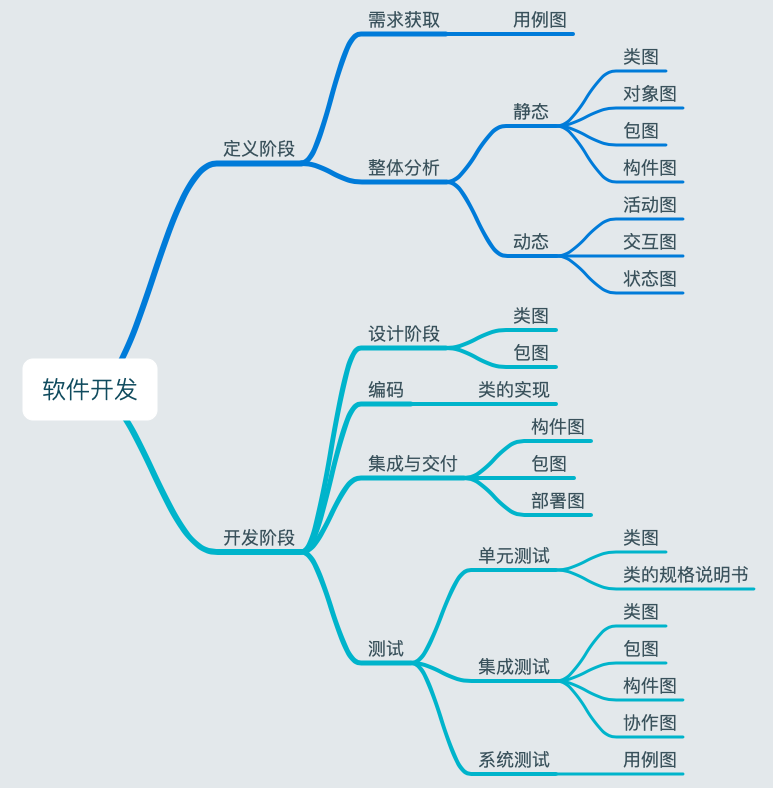 软件开发
定义阶段
需求获取
用例图
整体分析
静态
类图
对象图
包图
构件图
动态
活动图
交互图
状态图
开发阶段
设计阶段
类图
包图
编码
类的实现
集成与交付
构件图
包图
部署图
测试
单元测试
类图
类的规格说明书
集成测试
类图
包图
构件图
协作图
系统测试
用例图